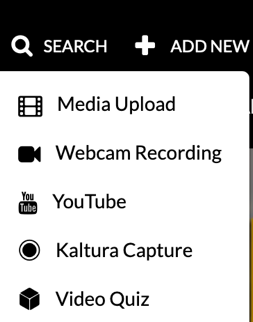 SEARCH ADD NEW
Media Upload
Webcam Recording
You Tube YouTube
Kaltura Capture
Video Quiz